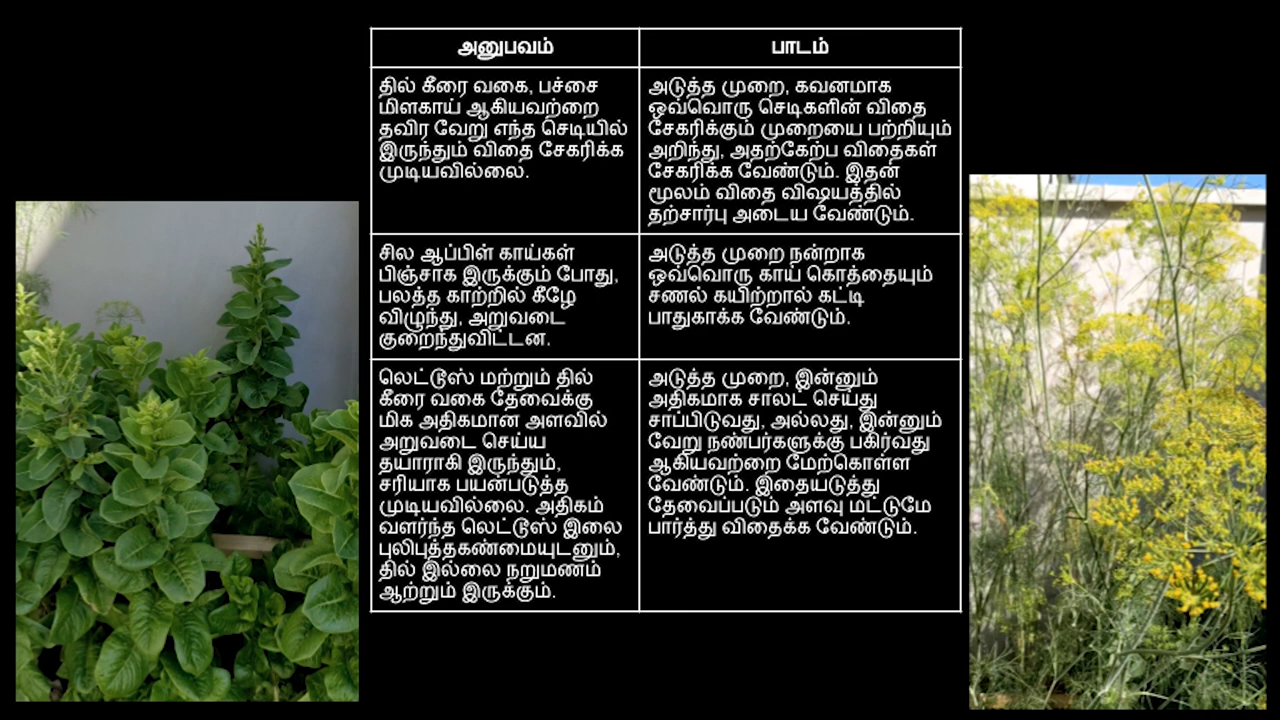 அனுபவம்
பாடம்
தில் கீரை வகை, பச்சை
மிளகாய் ஆகியவற்றை
தவிர வேறு எந்த செடியில்
இருந்தும் விதை சேகரிக்க
முடியவில்லை.
அடுத்த முறை, கவனமாக
ஒவ்வொரு செடிகளின் விதை
சேகரிக்கும் முறையை பற்றியும்
அறிந்து, அதற்கேற்ப விதைகள்
சேகரிக்க வேண்டும். இதன்
மூலம் விதை விஷயத்தில்
தற்சார்பு அடைய வேண்டும்.
சில ஆப்பிள் காய்கள்
பிஞ்சாக இருக்கும் போது,
பலத்த காற்றில் கீழே
விழுந்து, அறுவடை
குறைந்துவிட்டன.
அடுத்த முறை நன்றாக
ஒவ்வொரு காய் கொத்தையும்
சணல் கயிற்றால் கட்டி
பாதுகாக்க வேண்டும்.
லெட்டூஸ் மற்றும் தில்
கீரை வகை தேவைக்கு
மிக அதிகமான அளவில்
அறுவடை செய்ய
தயாராகி இருந்தும்,
சரியாக பயன்படுத்த
முடியவில்லை. அதிகம்
வளர்ந்த லெட்டூஸ் இலை
புலிபுத்தகண்மையுடனும்,
தில் இல்லை நறுமணம்
ஆற்றும் இருக்கும்.
அடுத்த முறை, இன்னும்
அதிகமாக சாலட் செய்து
சாப்பிடுவது, அல்லது, இன்னும்
வேறு நண்பர்களுக்கு பகிர்வது
ஆகியவற்றை மேற்கொள்ள
வேண்டும். இதையடுத்து
தேவைப்படும் அளவு மட்டுமே
பார்த்து விதைக்க வேண்டும்.